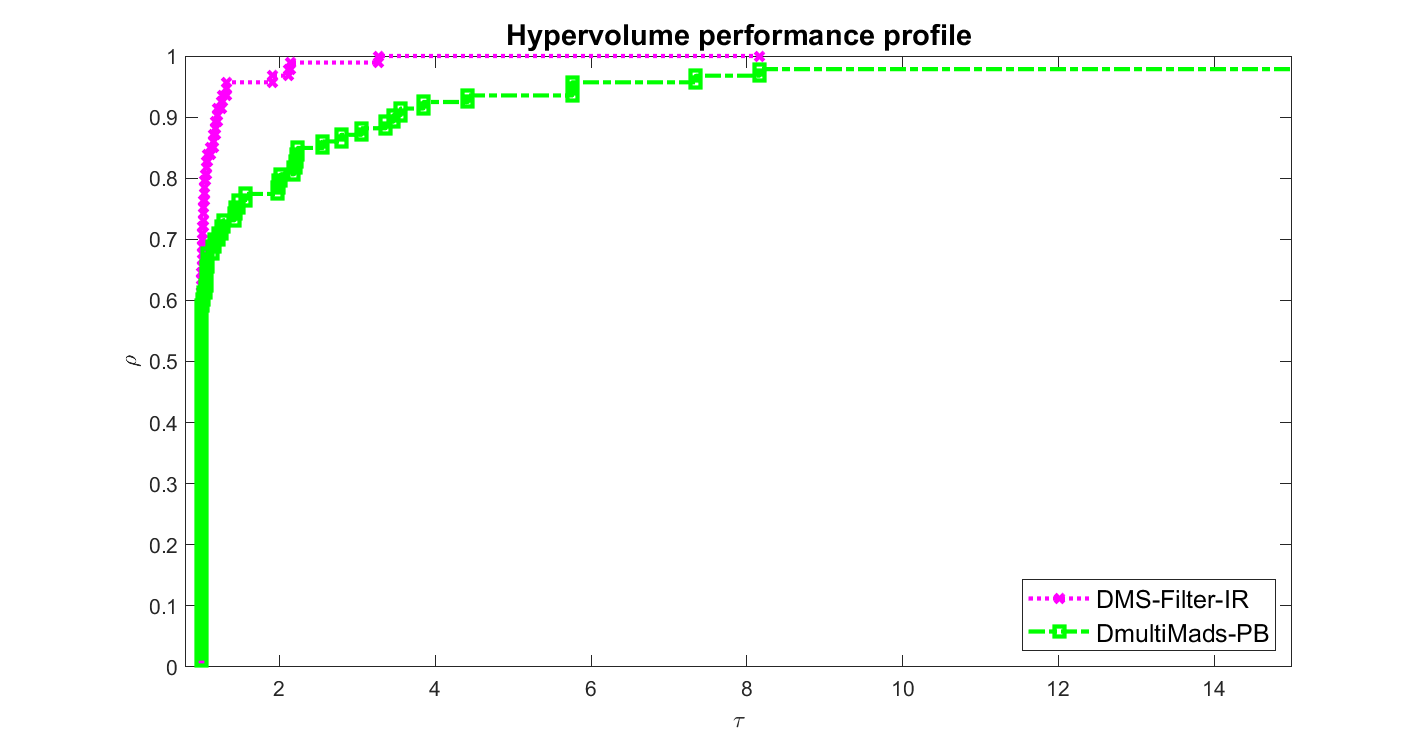 Hypervolume performance profile
1
0.9
0.8
0.7
0.6
0.5
0.4
0.3
0.2
0.1
0
ρ
2 4 6 8 10 12 14
τ
DMS-Filter-IR
DmultiMads-PB